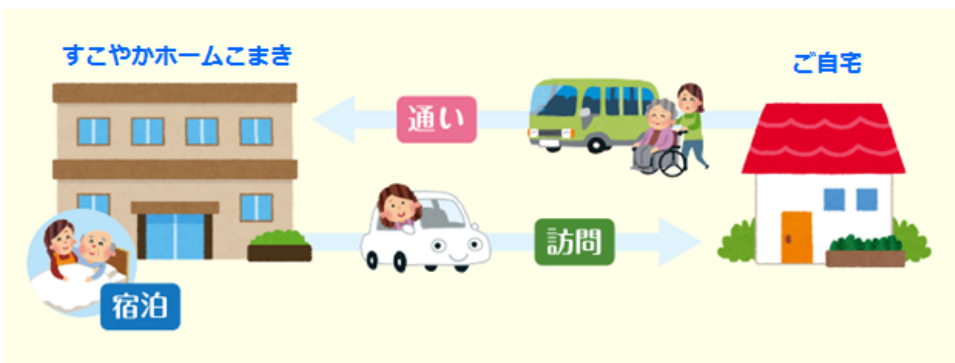 すこやかホームこまき
ご自宅
通い
訪問
宿泊